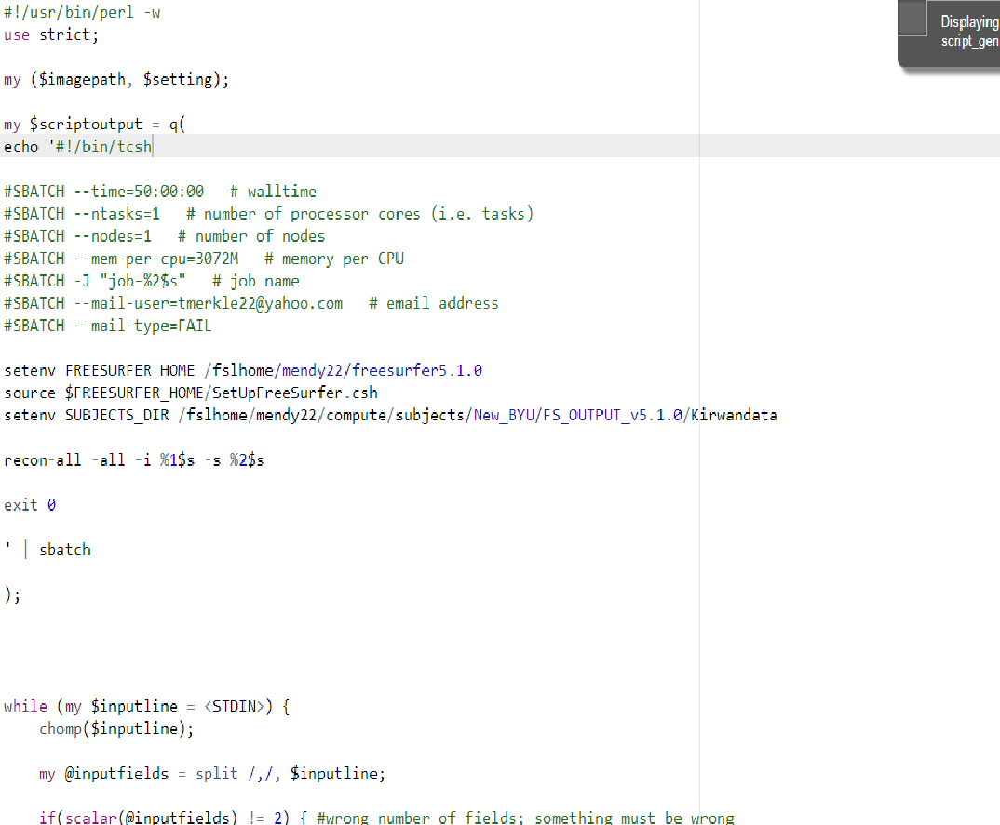 #!/usr/bin/perl -w
use strict;
my ($imagepath, $setting);
my $scriptoutput = q(
echo '#!/bin/tcsh
#SBATCH --time=50:00:00   # walltime
#SBATCH --ntasks=1   # number of processor cores (i.e. tasks)
#SBATCH --nodes=1   # number of nodes
#SBATCH --mem-per-cpu=3072M   # memory per CPU
#SBATCH -J "job-%2$s"   # job name
#SBATCH --mail-user=tmerkle22@yahoo.com   # email address
#SBATCH --mail-type=FAIL
setenv FREESURFER_HOME /fslhome/mendy22/freesurfer5.1.0
source $FREESURFER_HOME/SetUpFreeSurfer.csh
setenv SUBJECTS_DIR /fslhome/mendy22/compute/subjects/New_BYU/FS_OUTPUT_v5.1.0/Kirwandata
recon-all -all -i %1$s -s %2$s
exit 0
' | sbatch
);
while (my $inputline = <STDIN>) {
    chomp($inputline);
    my @inputfields = split /,/, $inputline;
    if(scalar(@inputfields) != 2) { #wrong number of fields; something must be wrong
Displaying
script_gen